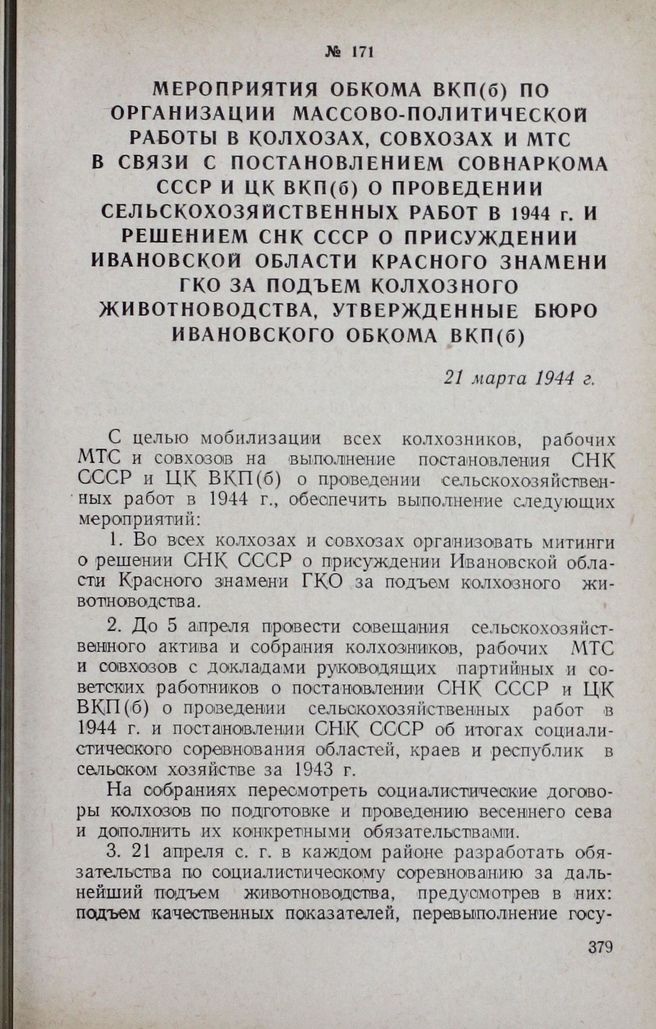 № 171
МЕРОПРИЯТИЯ ОБКОМА ВКП(б) ПО
ОРГАНИЗАЦИИ МАССОВО-ПОЛИТИЧЕСКОЙ
РАБОТЫ В КОЛХОЗАХ, СОВХОЗАХ И МТС
В СВЯЗИ С ПОСТАНОВЛЕНИЕМ СОВНАРКОМА
СССР И ЦК ВКП(б) О ПРОВЕДЕНИИ
СЕЛЬСКОХОЗЯЙСТВЕННЫХ РАБОТ В 1944 г. И
РЕШЕНИЕМ СНК СССР О ПРИСУЖДЕНИИ
ИВАНОВСКОЙ ОБЛАСТИ КРАСНОГО ЗНАМЕНИ
ГКО ЗА ПОДЪЕМ КОЛХОЗНОГО
ЖИВОТНОВОДСТВА, УТВЕРЖДЕННЫЕ БЮРО
ИВАНОВСКОГО ОБКОМА ВКП(б)
21 марта 1944 г.
С целью мобилизации всех колхозников, рабочих
МТС и совхозов на выполнение постановления СНК
СССР и ЦК ВКП(б) о проведении сельскохозяйствен-
ных работ в 1944 г., обеспечить выполнение следующих
мероприятий:
1. Во всех колхозах и совхозах организовать митинги
о решении СНК СССР о присуждении Ивановской обла-
сти Красного знамени ГКО за подъем колхозного жи-
вотноводства.
2. До 5 апреля провести совещания сельскохозяйст-
венного актива и собрания колхозников, рабочих МТС
и совхозов с докладами руководящих партийных и со-
ветских работников о постановлении СНК СССР и ЦК
ВКП(б) о проведении сельскохозяйственных работ в
1944 г. и постановлении СНК СССР об итогах социали-
стического соревнования областей, краев и республик в
сельском хозяйстве за 1943 г.
На собраниях пересмотреть социалистические догово-
ры колхозов по подготовке и проведению весеннего сева
и дополнить их конкретными обязательствами.
3. 21 апреля с. г. в каждом районе разработать обя-
зательства по социалистическому соревнованию за даль-
нейший подъем животноводства, предусмотрев в них:
подъем качественных показателей, перевыполнение госу-
379